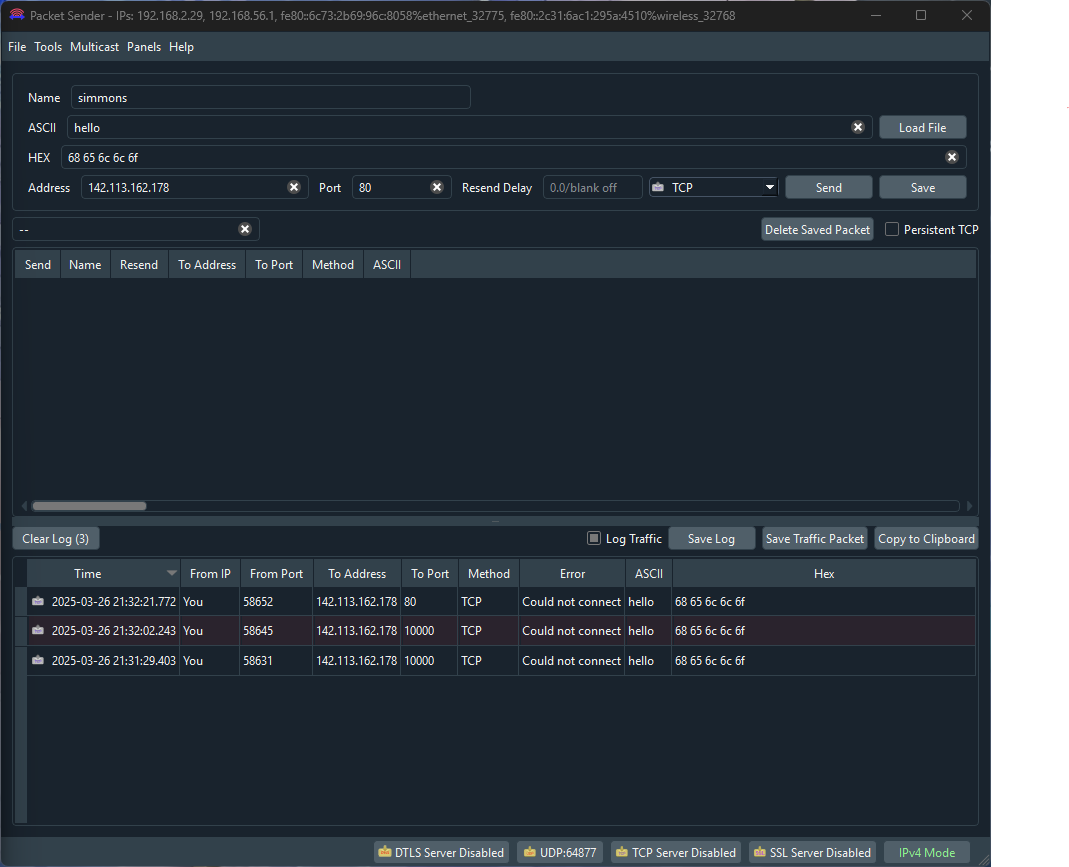 Packet Sender - IPs: 192.168.2.29, 192.168.56.1, fe80::6c73:2b69:96c:8058%ethernet_32775, fe80::2c31:6ac1:295a:4510%wireless_32768
File Tools Multicast Panels Help
Name simmons
ASCII hello Load File
HEX 68 65 6c 6c 6f
Address 142.113.162.178 Port 80 Resend Delay 0.0/blank off TCP Send Save
-- Delete Saved Packet Persistent TCP
Send Name Resend To Address To Port Method ASCII
Clear Log (3) Log Traffic Save Log Save Traffic Packet Copy to Clipboard
Time From IP From Port To Address To Port Method Error ASCII Hex
2025-03-26 21:32:21.772 You 58652 142.113.162.178 80 TCP Could not connect hello 68 65 6c 6c 6f
2025-03-26 21:32:02.243 You 58645 142.113.162.178 10000 TCP Could not connect hello 68 65 6c 6c 6f
2025-03-26 21:31:29.403 You 58631 142.113.162.178 10000 TCP Could not connect hello 68 65 6c 6c 6f
DTLS Server Disabled UDP:64877 TCP Server Disabled SSL Server Disabled IPv4 Mode